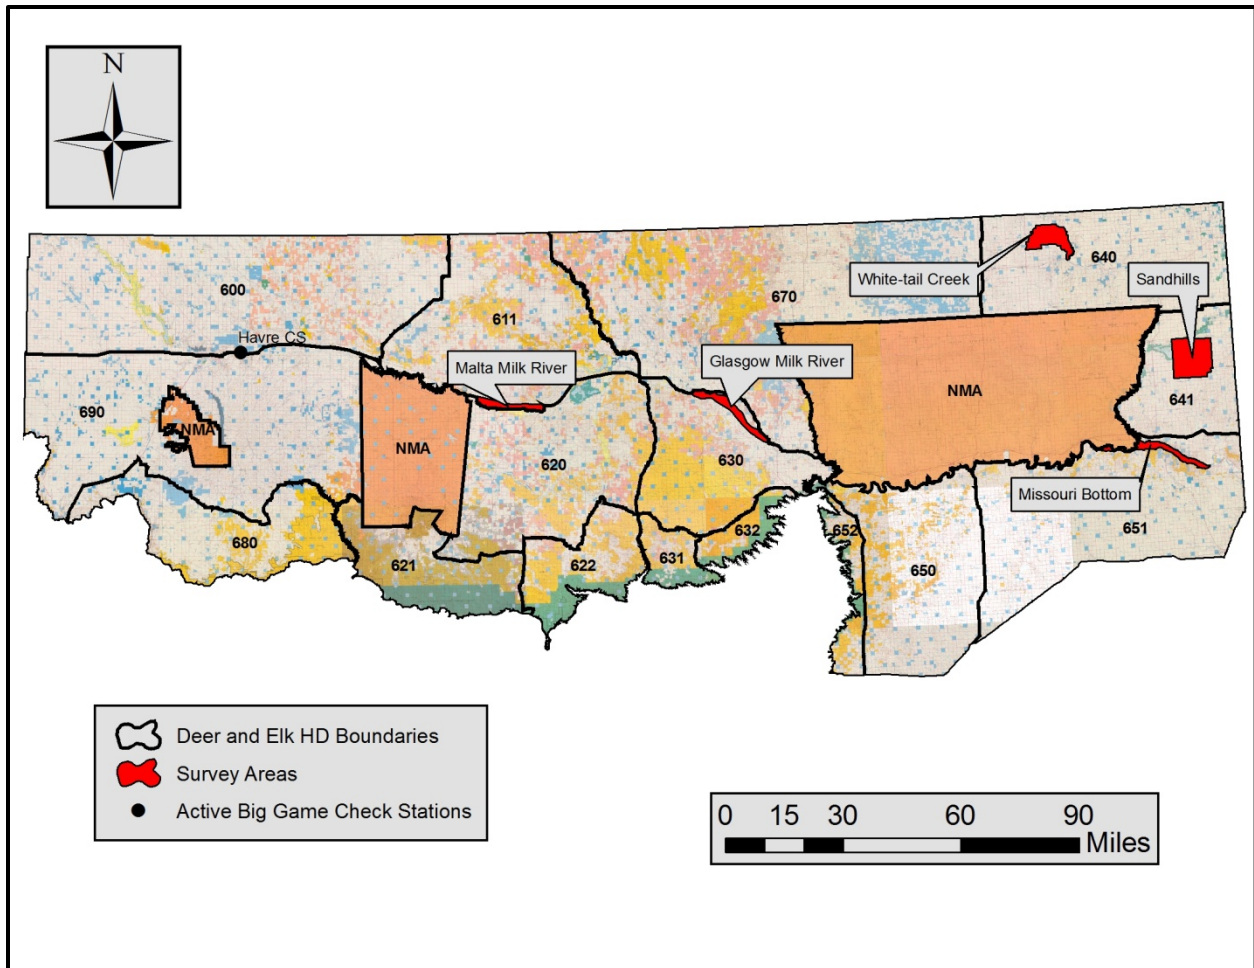 N
White-tail Creek
640
Sandhills
600
670
611
Havre CS
Malta Milk River
Glasgow Milk River
690
NMA
NMA
NMA
641
620
630
Missouri Bottom
680
621
622
631
632
652
650
651
Deer and Elk HD Boundaries
Survey Areas
Active Big Game Check Stations
0 15 30 60 90
Miles